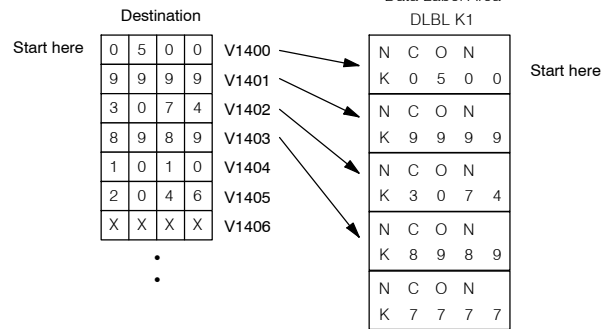 Destination
Start here
0 5 0 0 V1400
9 9 9 9 V1401
3 0 7 4 V1402
8 9 8 9 V1403
1 0 1 0 V1404
2 0 4 6 V1405
X X X X V1406
Data Label Area
DLBL K1
Start here
N C O N
K 0 5 0 0
N C O N
K 9 9 9 9
N C O N
K 3 0 7 4
N C O N
K 8 9 8 9
N C O N
K 7 7 7 7